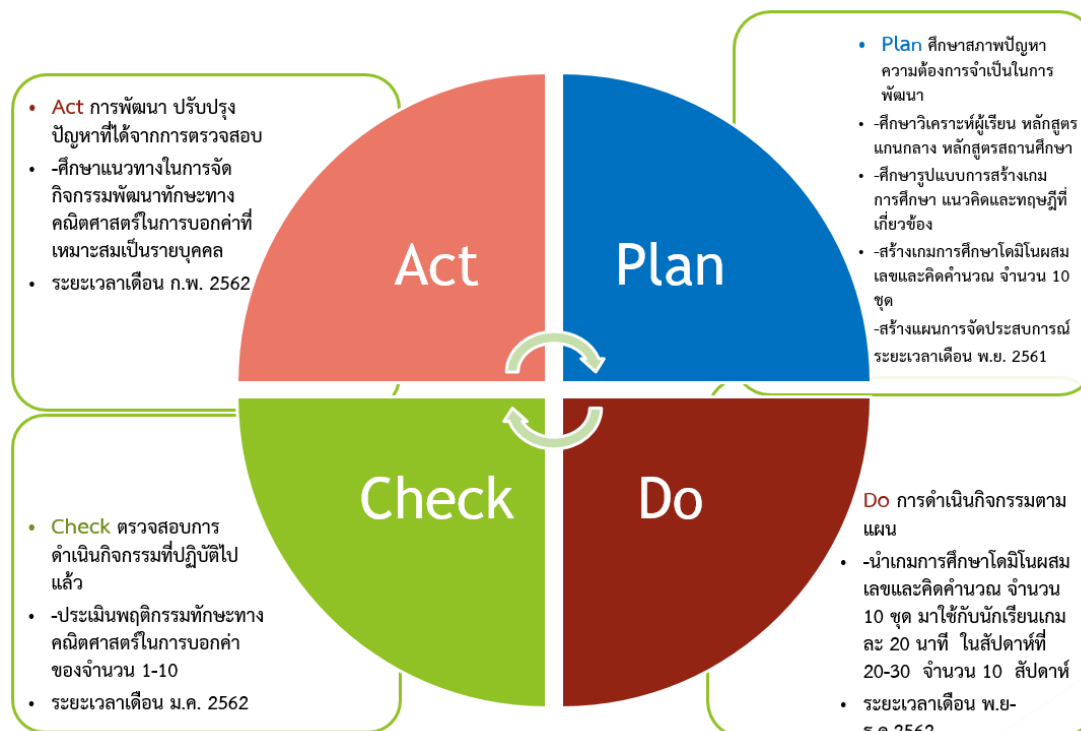 • Act การพัฒนา ปรับปรุง
ปัญหาที่ได้จากการตรวจสอบ
• -ศึกษาแนวทางในการจัด
กิจกรรมพัฒนาทักษะทาง
คณิตศาสตร์ในการบอกค่าที่
เหมาะสมเป็นรายบุคคล
• ระยะเวลาเดือน ก.พ. 2562
• Plan ศึกษาสภาพปัญหา
ความต้องการจำเป็นในการ
พัฒนา
• -ศึกษาวิเคราะห์ผู้เรียน หลักสูตร
แกนกลาง หลักสูตรสถานศึกษา
• -ศึกษารูปแบบการสร้างเกม
การศึกษา แนวคิดและทฤษฎีที่
เกี่ยวข้อง
• -สร้างเกมการศึกษาโดมิโนผสม
เลขและคิดคำนวณ จำนวน 10
ชุด
-สร้างแผนการจัดประสบการณ์
ระยะเวลาเดือน พ.ย. 2561
Act
Plan
Check
Do
• Check ตรวจสอบการ
ดำเนินกิจกรรมที่ปฏิบัติไป
แล้ว
• -ประเมินพฤติกรรมทักษะทาง
คณิตศาสตร์ในการบอกค่า
ของจำนวน 1-10
• ระยะเวลาเดือน ม.ค. 2562
Do การดำเนินกิจกรรมตาม
แผน
• -นำเกมการศึกษาโดมิโนผสม
เลขและคิดคำนวณ จำนวน
10 ชุด มาใช้กับนักเรียนเกม
ละ 20 นาที ในสัปดาห์ที่
20-30 จำนวน 10 สัปดาห์
• ระยะเวลาเดือน พ.ย-
ธ.ค 2562